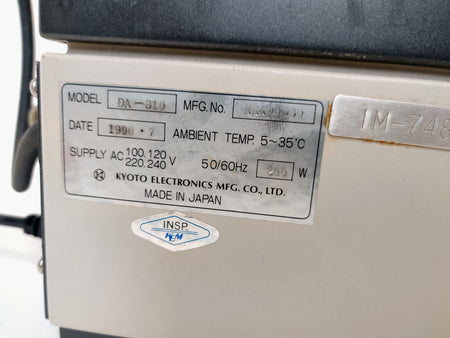 MODEL DA-310 MFG.No.
DATE 1990.7 AMBIENT TEMP. 5~35℃
SUPPLY AC 100.120 220.240 V 50/60Hz W
KYOTO ELECTRONICS MFG. CO., LTD.
MADE IN JAPAN
INSP.
KEM
IM-748